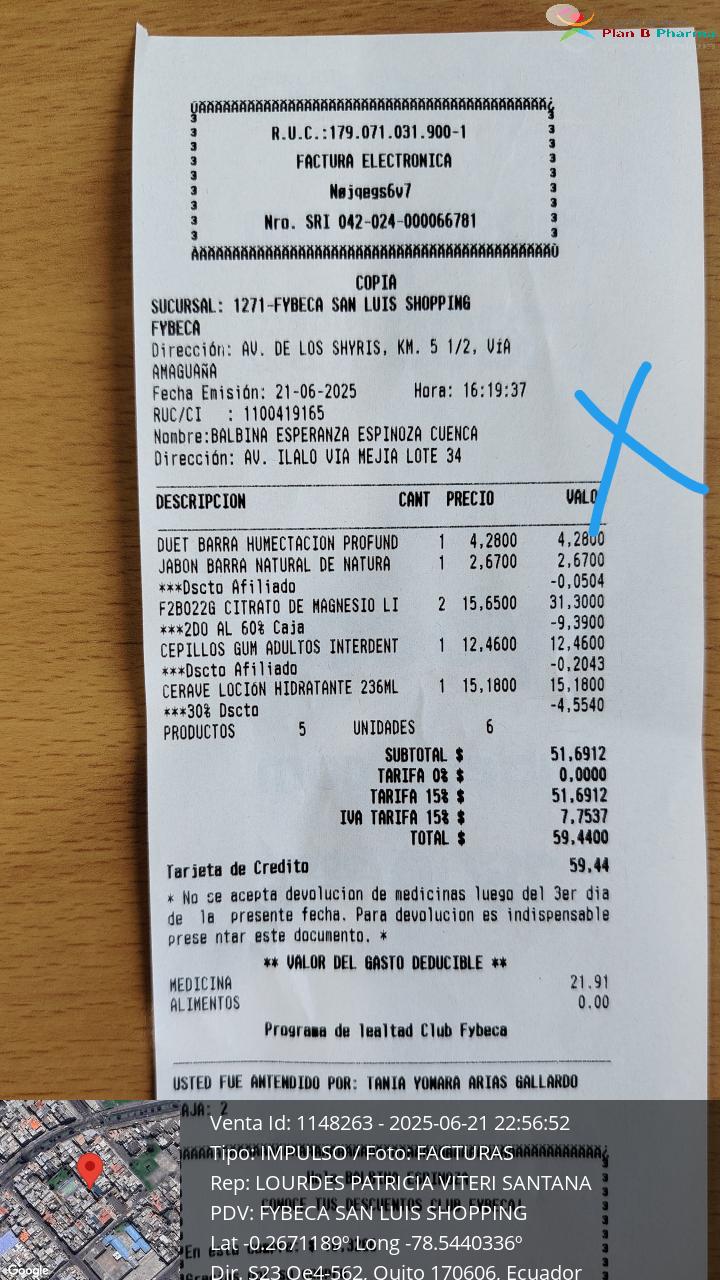 Plan B Pharma
R.U.C.:179.071.031.900-1
FACTURA ELECTRONICA
Nøjqegs6v7
Nro. SRI 042-024-000066781
COPIA
SUCURSAL: 1271-FYBECA SAN LUIS SHOPPING
FYBECA
Dirección: AV. DE LOS SHYRIS, KM. 5 1/2, VíA
AMAGUAÑA
Fecha Emisión: 21-06-2025 Hora: 16:19:37
RUC/CI : 1100419165
Nombre:BALBINA ESPERANZA ESPINOZA CUENCA
Dirección: AV. ILALO VIA MEJIA LOTE 34
DESCRIPCION CANT PRECIO VALO
DUET BARRA HUMECTACION PROFUND 1 4,2800 4,2800
JABON BARRA NATURAL DE NATURA 1 2,6700 2,6700
***Dscto Afiliado -0,0504
F2B022G CITRATO DE MAGNESIO LI 2 15,6500 31,3000
***2DO AL 60% Caja -9,3900
CEPILLOS GUM ADULTOS INTERDENT 1 12,4600 12,4600
***Dscto Afiliado -0,2043
CERAVE LOCIóN HIDRATANTE 236ML 1 15,1800 15,1800
***30% Dscto -4,5540
PRODUCTOS 5 UNIDADES 6
SUBTOTAL $ 51,6912
TARIFA 0% $ 0,0000
TARIFA 15% $ 51,6912
IVA TARIFA 15% $ 7,7537
TOTAL $ 59,4400
Tarjeta de Credito 59,44
* No se acepta devolucion de medicinas luego del 3er dia
de la presente fecha. Para devolucion es indispensable
prese ntar este documento. *
** VALOR DEL GASTO DEDUCIBLE **
MEDICINA 21.91
ALIMENTOS 0.00
Programa de lealtad Club Fybeca
USTED FUE ANTENDIDO POR: TANIA YOMARA ARIAS GALLARDO
AJA: 2
Venta Id: 1148263 - 2025-06-21 22:56:52
Tipo: IMPULSO / Foto: FACTURAS
Rep: LOURDES PATRICIA VITERI SANTANA
PDV: FYBECA SAN LUIS SHOPPING
CONOCE TUS DESCUENTOS CLUB FYBECA!
Lat -0.2671189º Long -78.5440336º
Dir. S23 Oe4-562, Quito 170606, Ecuador
Google